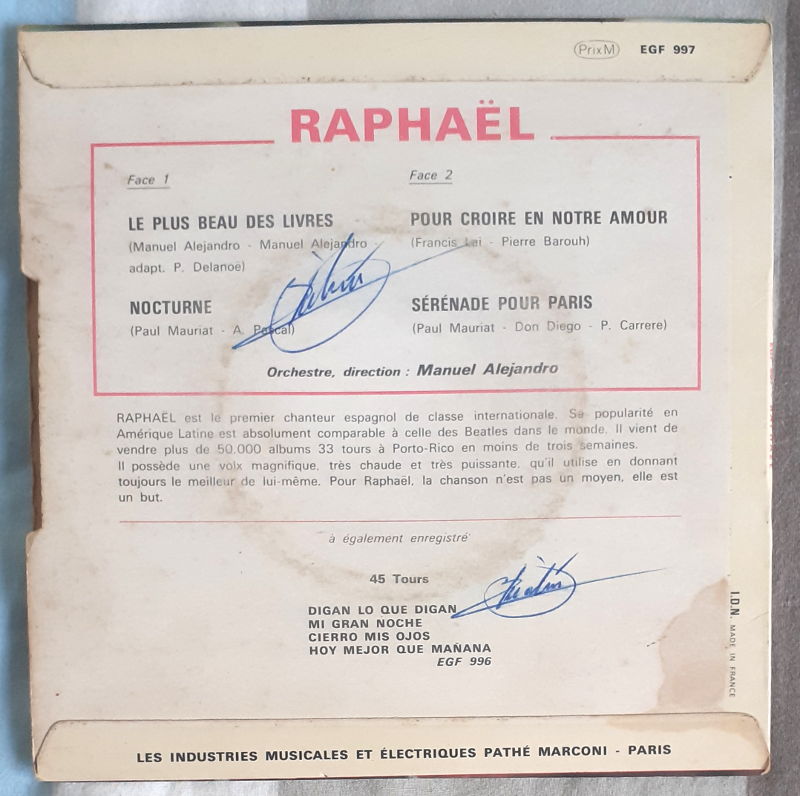 Prix M EGF 997
RAPHAËL
Face 1
LE PLUS BEAU DES LIVRES
(Manuel Alejandro - Manuel Alejandro -
adapt. P. Delanoë)
NOCTURNE
(Paul Mauriat - A. Pascal)
Face 2
POUR CROIRE EN NOTRE AMOUR
(Francis Lai - Pierre Barouh)
SÉRÉNADE POUR PARIS
(Paul Mauriat - Don Diego - P. Carrere)
Orchestre, direction : Manuel Alejandro
RAPHAËL est le premier chanteur espagnol de classe internationale. Sa popularité en
Amérique Latine est absolument comparable à celle des Beatles dans le monde. Il vient de
vendre plus de 50.000 albums 33 tours à Porto-Rico en moins de trois semaines.
Il possède une voix magnifique, très chaude et très puissante, qu'il utilise en donnant
toujours le meilleur de lui-même. Pour Raphaël, la chanson n'est pas un moyen, elle est
un but.
à également enregistré
45 Tours
DIGAN LO QUE DIGAN
MI GRAN NOCHE
CIERRO MIS OJOS
HOY MEJOR QUE MAÑANA
EGF 996
I.D.N. MADE IN FRANCE
LES INDUSTRIES MUSICALES ET ÉLECTRIQUES PATHÉ MARCONI - PARIS